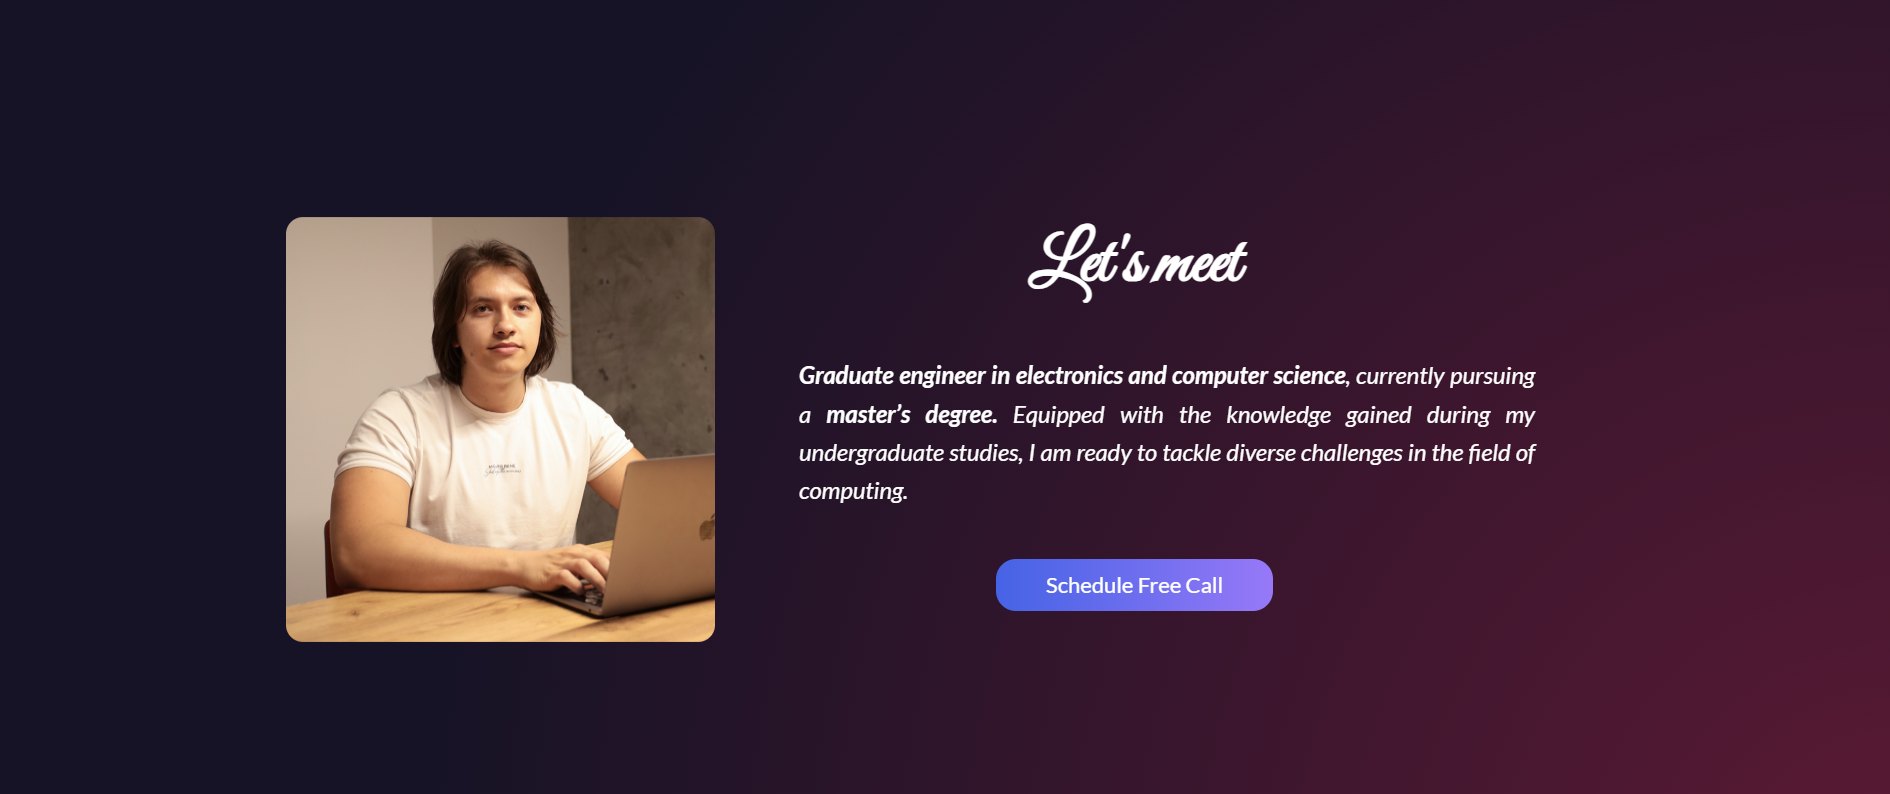 Let's meet
Graduate engineer in electronics and computer science, currently pursuing
a master’s degree. Equipped with the knowledge gained during my
undergraduate studies, I am ready to tackle diverse challenges in the field of
computing.
Schedule Free Call